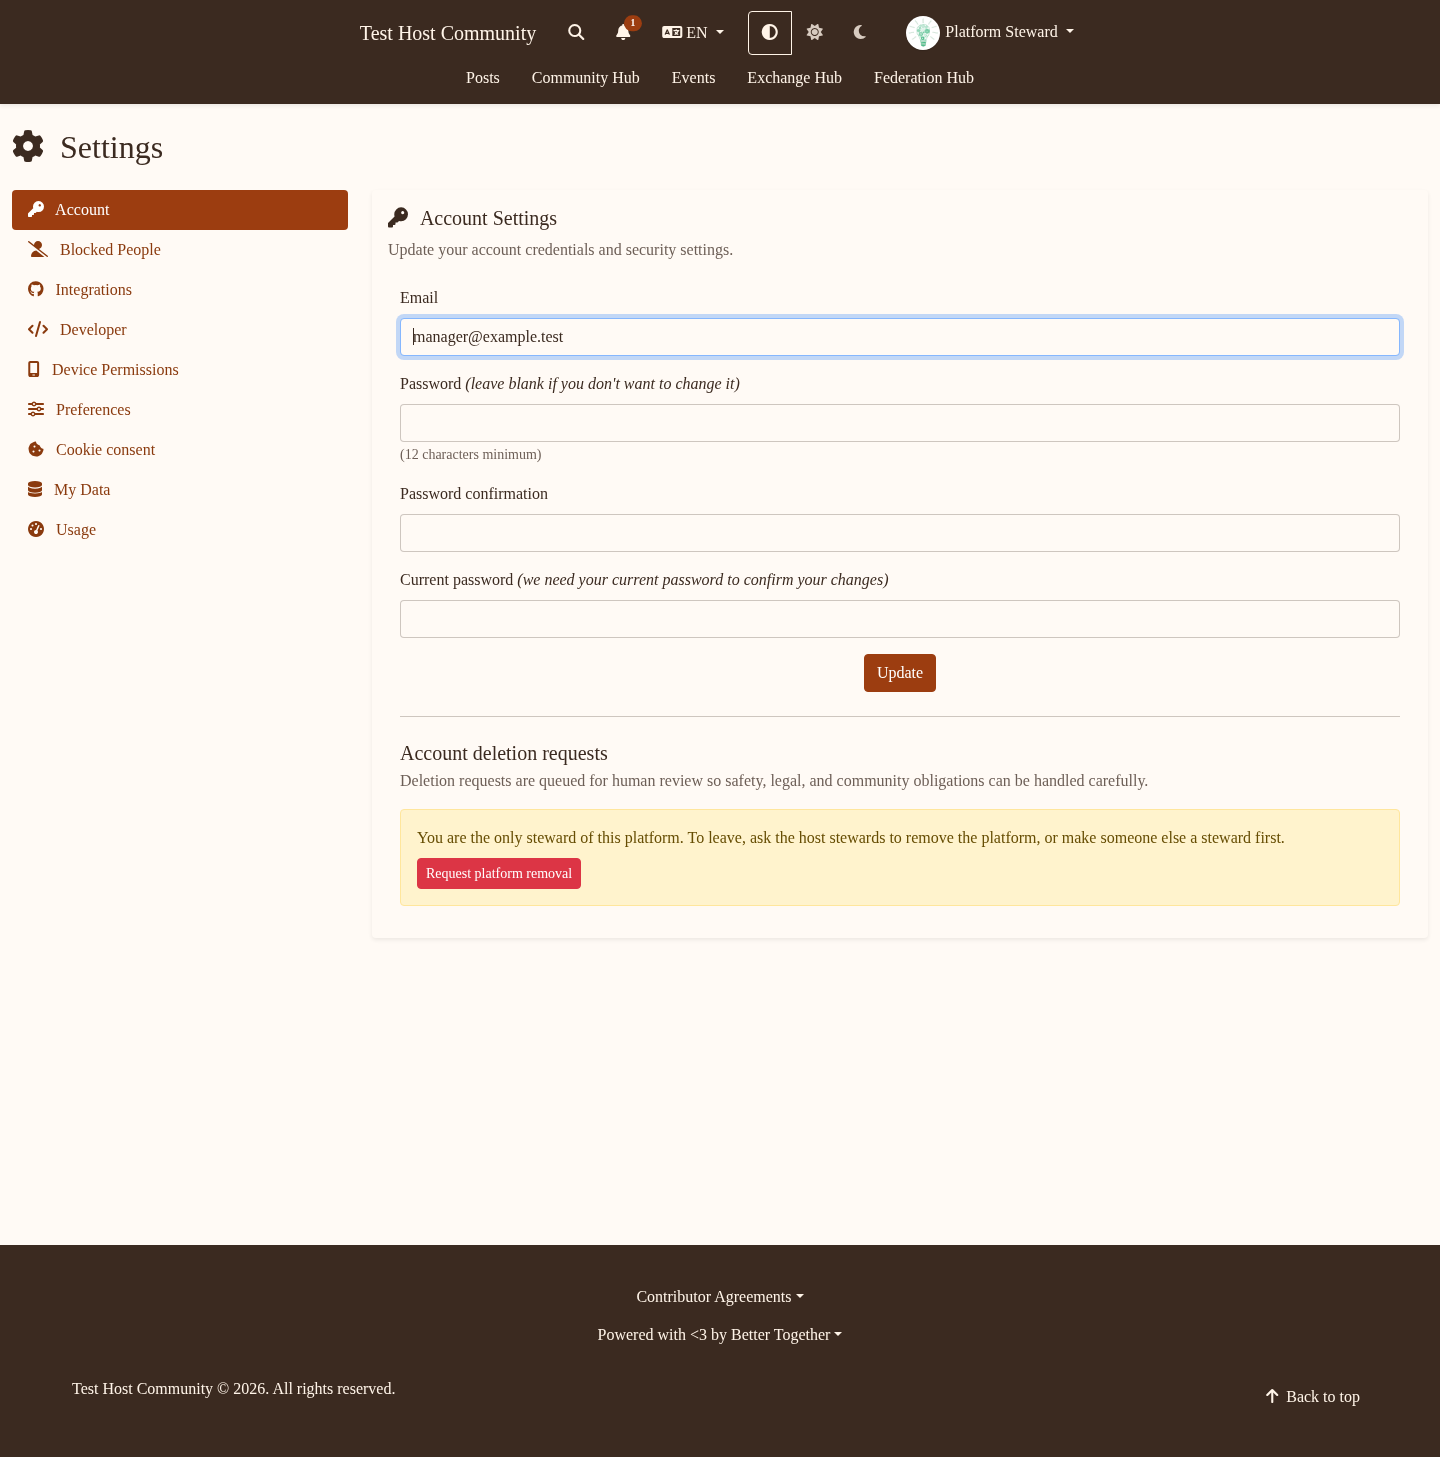 Test Host Community
1
EN
Platform Steward
Posts
Community Hub
Events
Exchange Hub
Federation Hub
Settings
Account
Blocked People
Integrations
Developer
Device Permissions
Preferences
Cookie consent
My Data
Usage
Account Settings
Update your account credentials and security settings.
Email
manager@example.test
Password (leave blank if you don't want to change it)
(12 characters minimum)
Password confirmation
Current password (we need your current password to confirm your changes)
Update
Account deletion requests
Deletion requests are queued for human review so safety, legal, and community obligations can be handled carefully.
You are the only steward of this platform. To leave, ask the host stewards to remove the platform, or make someone else a steward first.
Request platform removal
Contributor Agreements
Powered with <3 by Better Together
Test Host Community © 2026. All rights reserved.
Back to top